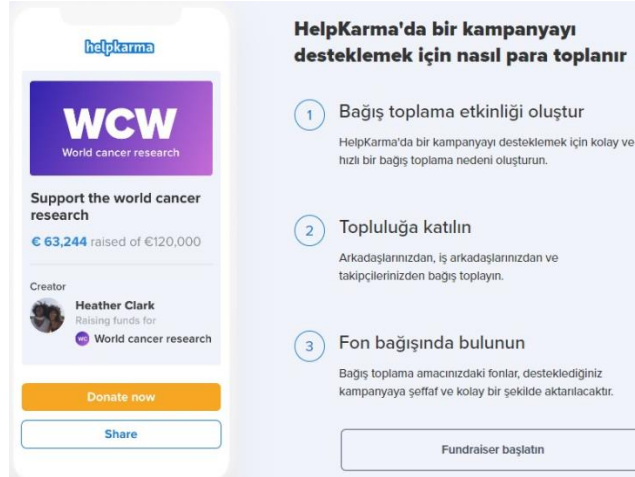 helpkarma
WCW
World cancer research
Support the world cancer
research
€ 63,244 raised of €120,000
Creator
Heather Clark
Raising funds for
WC World cancer research
Donate now
Share
HelpKarma'da bir kampanyayı
desteklemek için nasıl para toplanır
1 Bağış toplama etkinliği oluştur
HelpKarma'da bir kampanyayı desteklemek için kolay ve
hızlı bir bağış toplama nedeni oluşturun.
2 Topluluğa katılın
Arkadaşlarınızdan, iş arkadaşlarınızdan ve
takipçilerinizden bağış toplayın.
3 Fon bağışında bulunun
Bağış toplama amacınızdaki fonlar, desteklediğiniz
kampanyaya şeffaf ve kolay bir şekilde aktarılacaktır.
Fundraiser başlatın